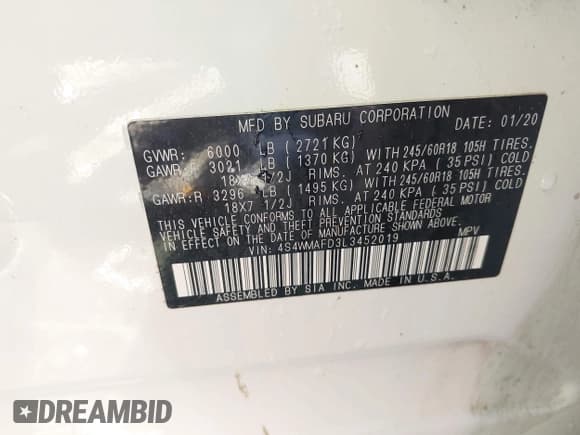 MFD BY SUBARU CORPORATION DATE: 01/20
GVWR: 6000 LB (2721 KG)
GAWR:F 3021 LB (1370 KG) WITH 245/60R18 105H TIRES.
18X7 1/2J RIMS. AT 240 KPA (35 PSI) COLD
GAWR:R 3296 LB (1495 KG) WITH 245/60R18 105H TIRES.
18X7 1/2J RIMS. AT 240 KPA (35 PSI) COLD
THIS VEHICLE CONFORMS TO ALL APPLICABLE FEDERAL MOTOR
VEHICLE SAFETY AND THEFT PREVENTION STANDARDS IN EFFECT
ON THE DATE OF MANUFACTURE SHOWN ABOVE.
VIN: 4S4WMAFD3L3452019 MPV
ASSEMBLED BY SIA INC. MADE IN U.S.A.
DREAMBID